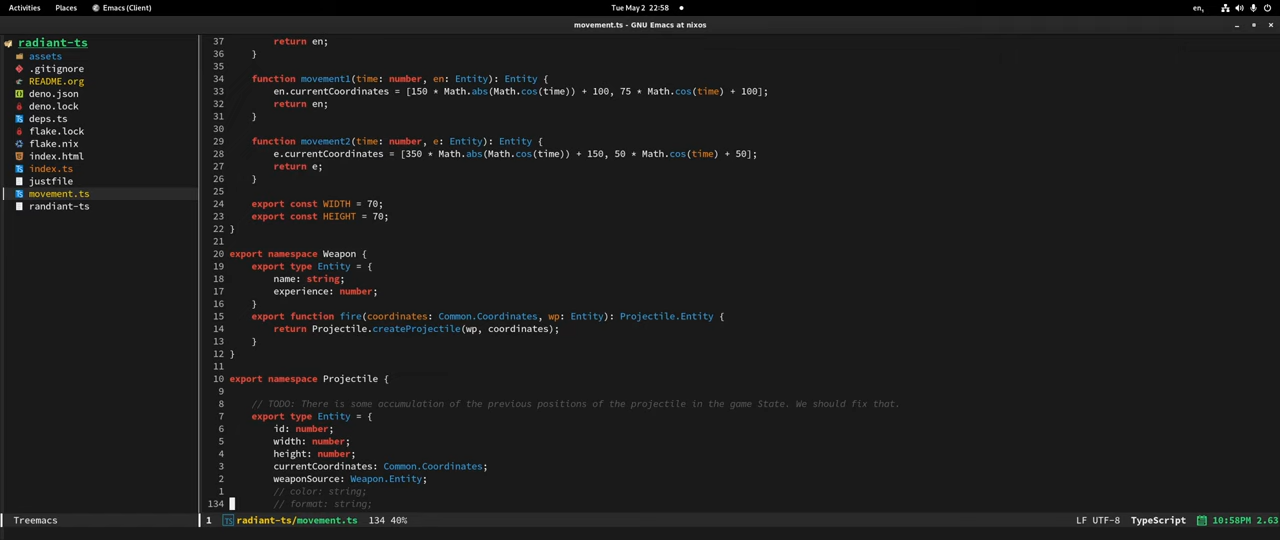 Activities Places Emacs (Client) Tue May 2 22:58 en,
movement.ts - GNU Emacs at nixos
radiant-ts
assets
.gitignore
README.org
deno.json
deno.lock
deps.ts
flake.lock
flake.nix
index.html
index.ts
justfile
movement.ts
randiant-ts
37 return en;
36 }
35
34 function movement1(time: number, en: Entity): Entity {
33 en.currentCoordinates = [150 * Math.abs(Math.cos(time)) + 100, 75 * Math.cos(time) + 100];
32 return en;
31 }
30
29 function movement2(time: number, e: Entity): Entity {
28 e.currentCoordinates = [350 * Math.abs(Math.cos(time)) + 150, 50 * Math.cos(time) + 50];
27 return e;
26 }
25
24 export const WIDTH = 70;
23 export const HEIGHT = 70;
22 }
21
20 export namespace Weapon {
19 export type Entity = {
18 name: string;
17 experience: number;
16 }
15 export function fire(coordinates: Common.Coordinates, wp: Entity): Projectile.Entity {
14 return Projectile.createProjectile(wp, coordinates);
13 }
12 }
11
10 export namespace Projectile {
9
8 // TODO: There is some accumulation of the previous positions of the projectile in the game State. We should fix that.
7 export type Entity = {
6 id: number;
5 width: number;
4 height: number;
3 currentCoordinates: Common.Coordinates;
2 weaponSource: Weapon.Entity;
1 // color: string;
134 // format: string;
Treemacs 1 TS radiant-ts/movement.ts 134 40% LF UTF-8 TypeScript 10:58PM 2.63